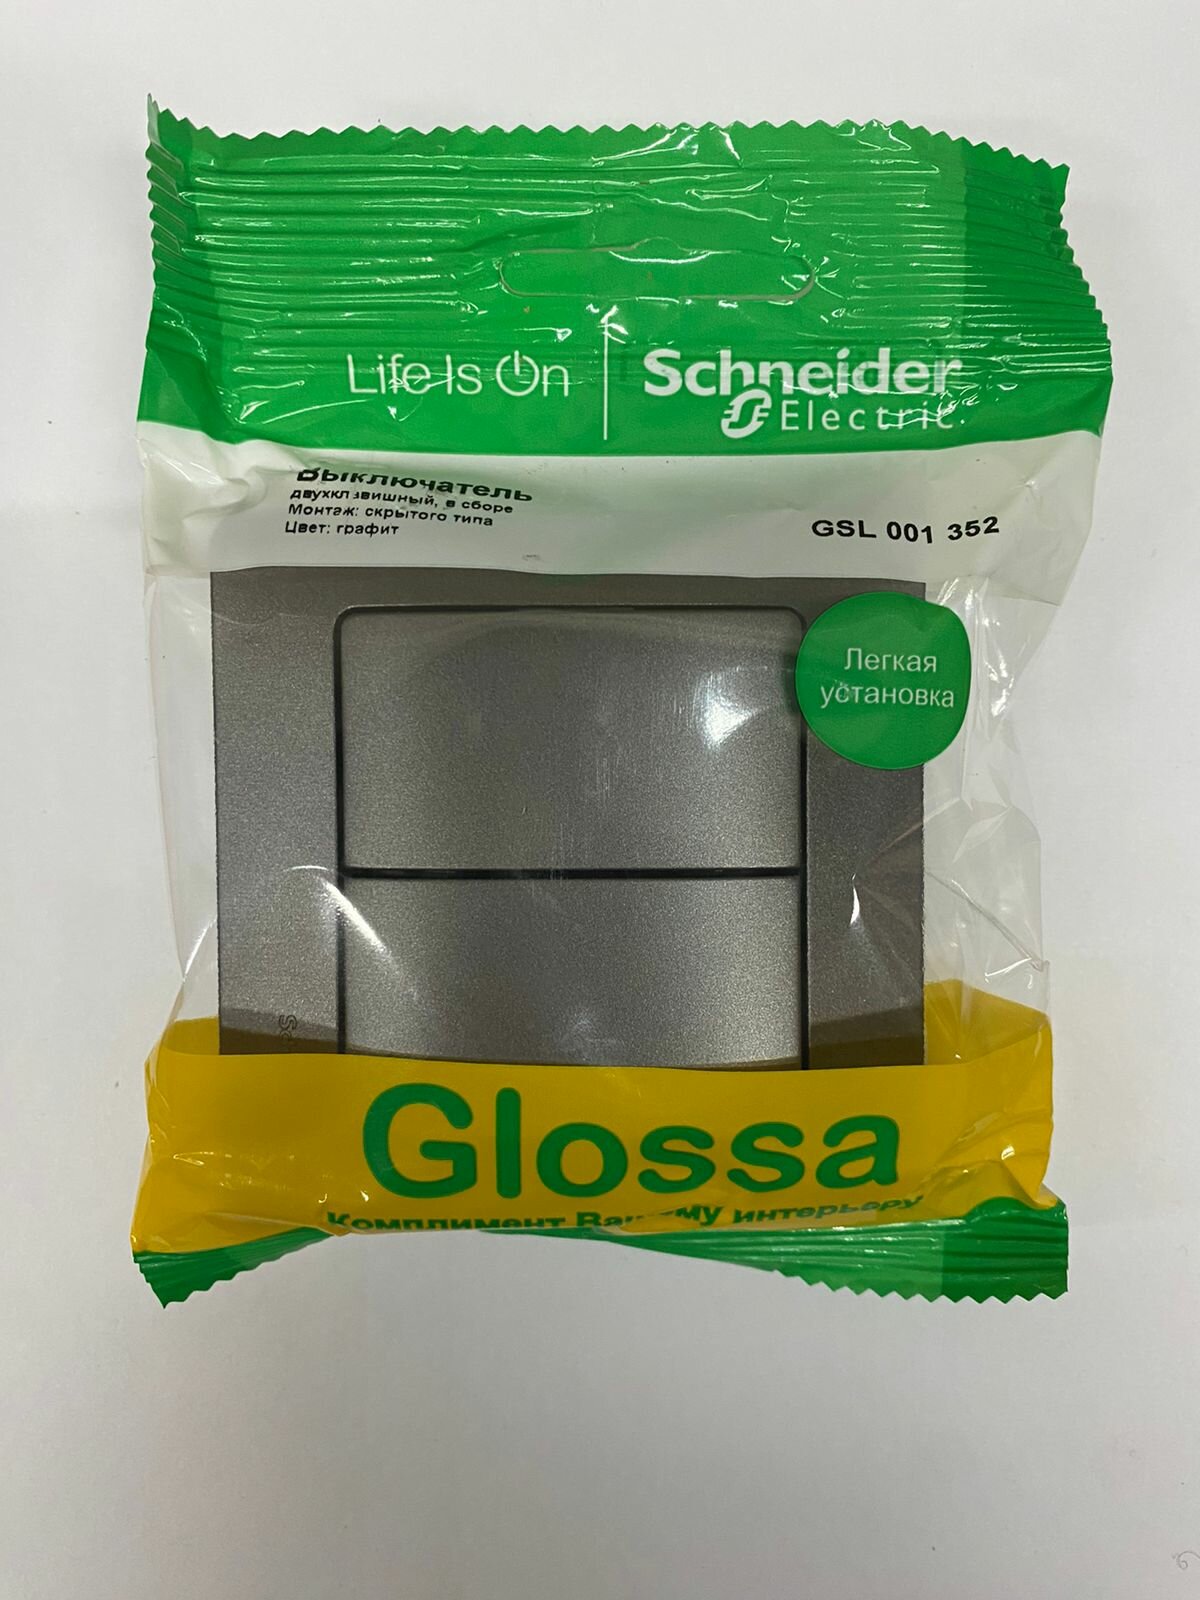 Life Is On
Schneider
Electric
Выключатель
двухклавишный, в сборе
Монтаж: скрытого типа
Цвет: графит
GSL 001 352
Легкая
установка
Glossa
Комплимент Вашему интерьеру